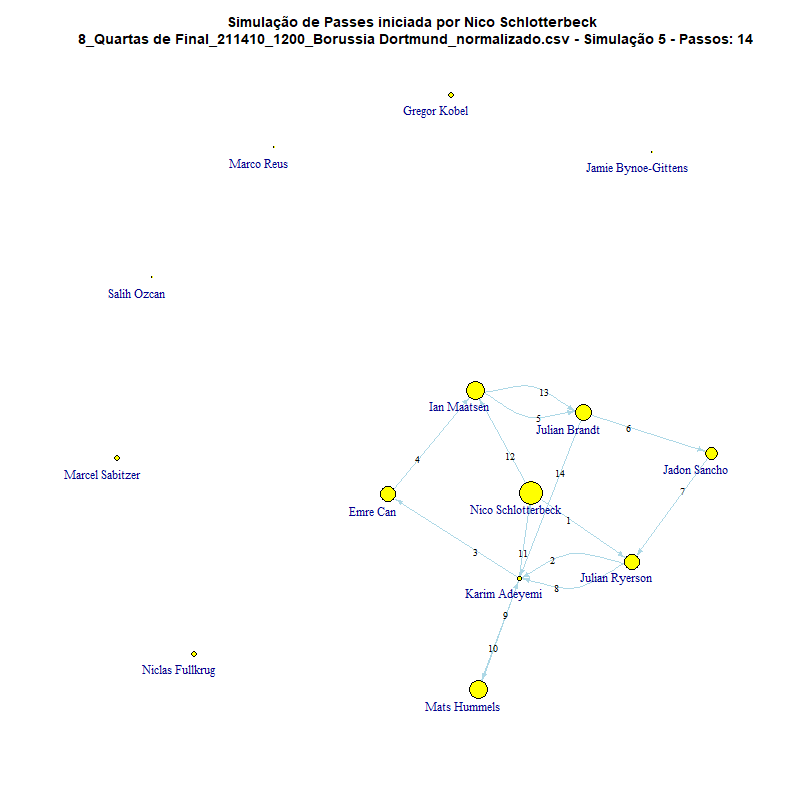 Simulação de Passes iniciada por Nico Schlotterbeck
8_Quartas de Final_211410_1200_Borussia Dortmund_normalizado.csv - Simulação 5 - Passos: 14
Gregor Kobel
Marco Reus
Jamie Bynoe-Gittens
Salih Ozcan
13
Ian Maatsen
5
Julian Brandt
6
4
12
Jadon Sancho
Marcel Sabitzer
14
7
Nico Schlotterbeck
Emre Can
1
3
11
2
Julian Ryerson
8
Karim Adeyemi
9
10
Niclas Fullkrug
Mats Hummels